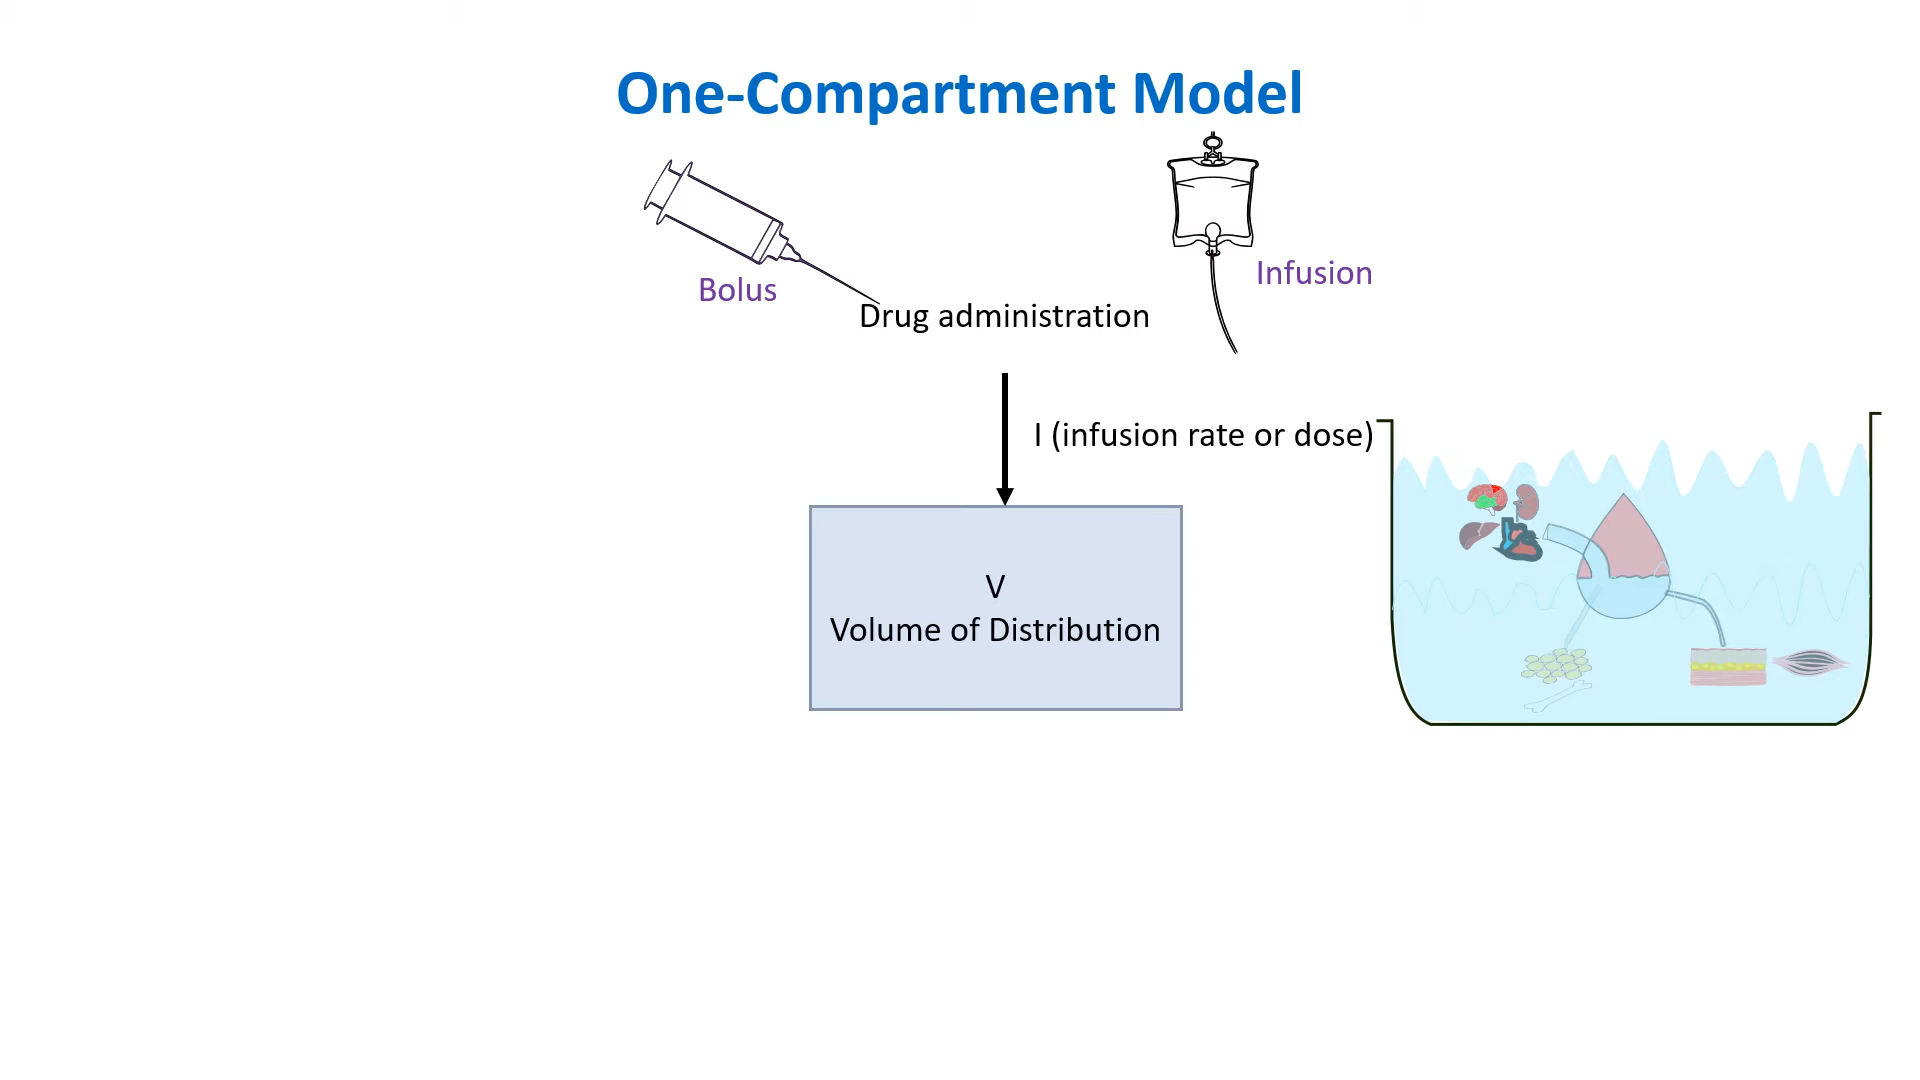 One-Compartment Model
Bolus
Infusion
Drug administration
I (infusion rate or dose)
V
Volume of Distribution